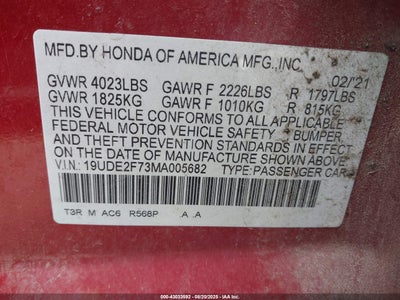 MFD.BY HONDA OF AMERICA MFG.,INC. 02/'21
GVWR 4023LBS GAWR F 2226LBS R 1797LBS
GVWR 1825KG GAWR F 1010KG R 815KG
THIS VEHICLE CONFORMS TO ALL APPLICABLE
FEDERAL MOTOR VEHICLE SAFETY, BUMPER,
AND THEFT PREVENTION STANDARDS IN EFFECT
ON THE DATE OF MANUFACTURE SHOWN ABOVE.
V.I.N.: 19UDE2F73MA005682 TYPE: PASSENGER CAR
T3R M AC6 R568P A A
900-43033592 - 08/20/2025 - IAA Inc.